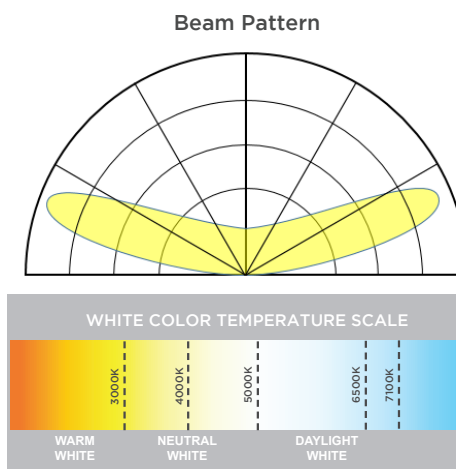 Beam Pattern
WHITE COLOR TEMPERATURE SCALE
3000K
4000K
5000K
6500K
7100K
WARM
WHITE
NEUTRAL
WHITE
DAYLIGHT
WHITE